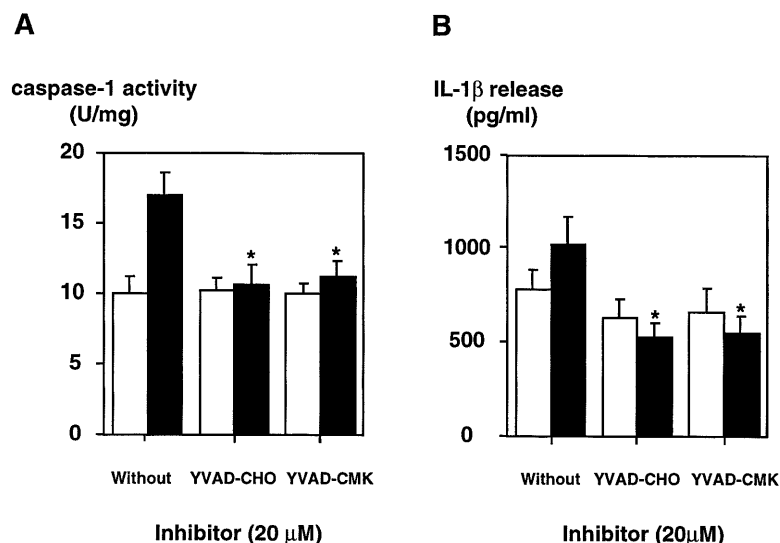 A
caspase-1 activity
(U/mg)
20
15
10
5
0
*
*
Without YVAD-CHO YVAD-CMK
Inhibitor (20 μM)
B
IL-1β release
(pg/ml)
1500
1000
500
0
*
*
Without YVAD-CHO YVAD-CMK
Inhibitor (20μM)